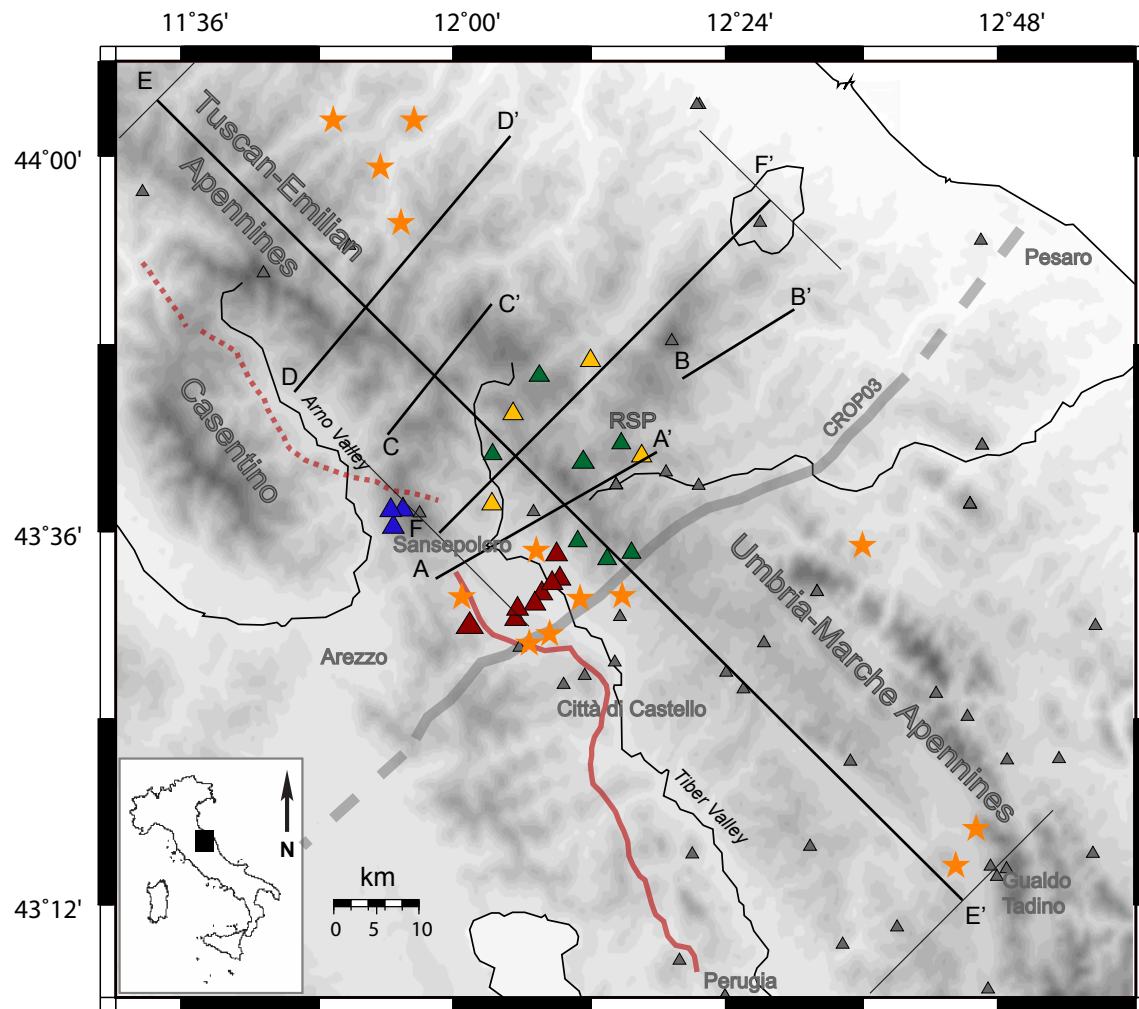 11°36'
12°00'
12°24'
12°48'
44°00'
43°36'
43°12'
E
Tuscan-Emilian
Apennines
D'
F'
Pesaro
C'
B'
D
B
Casentino
Arno Valley
C
CROP03
RSP
A'
F
Sansepolcro
A
Umbria-Marche Apennines
Arezzo
Città di Castello
Tiber Valley
N
km
0 5 10
Gualdo
Tadino
E'
Perugia